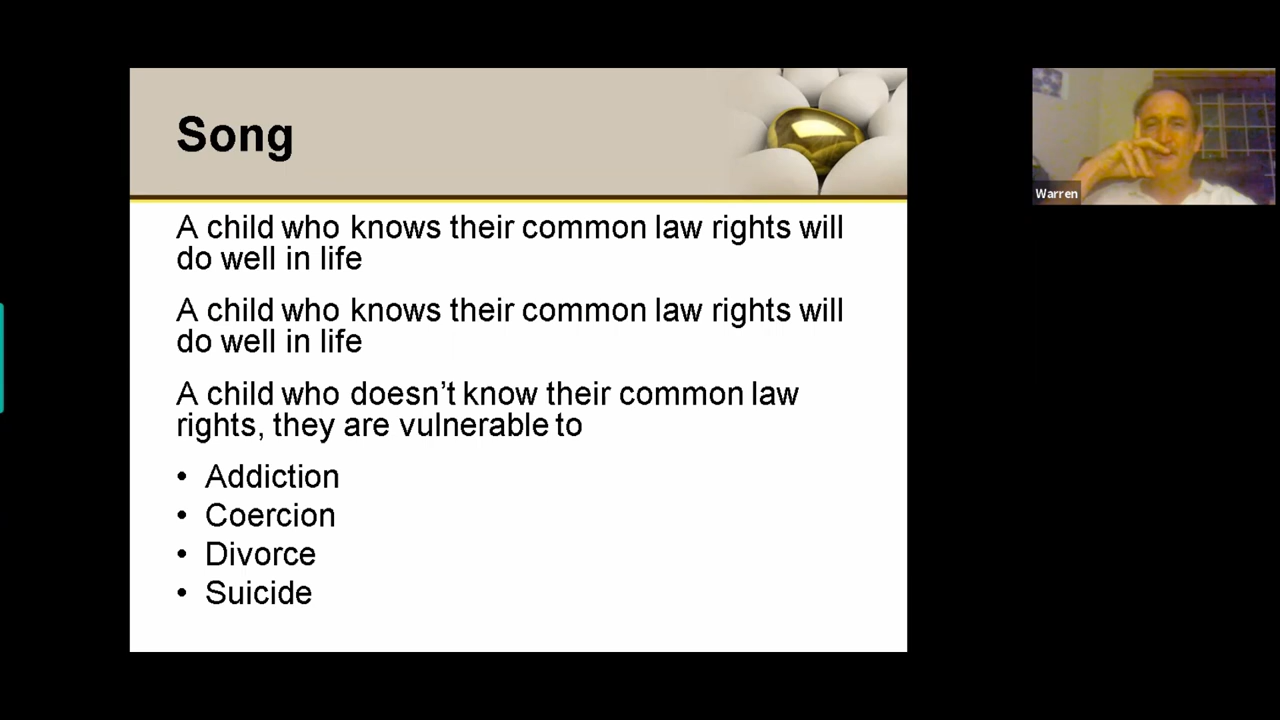 Song
A child who knows their common law rights will
do well in life
A child who knows their common law rights will
do well in life
A child who doesn’t know their common law
rights, they are vulnerable to
• Addiction
• Coercion
• Divorce
• Suicide
Warren